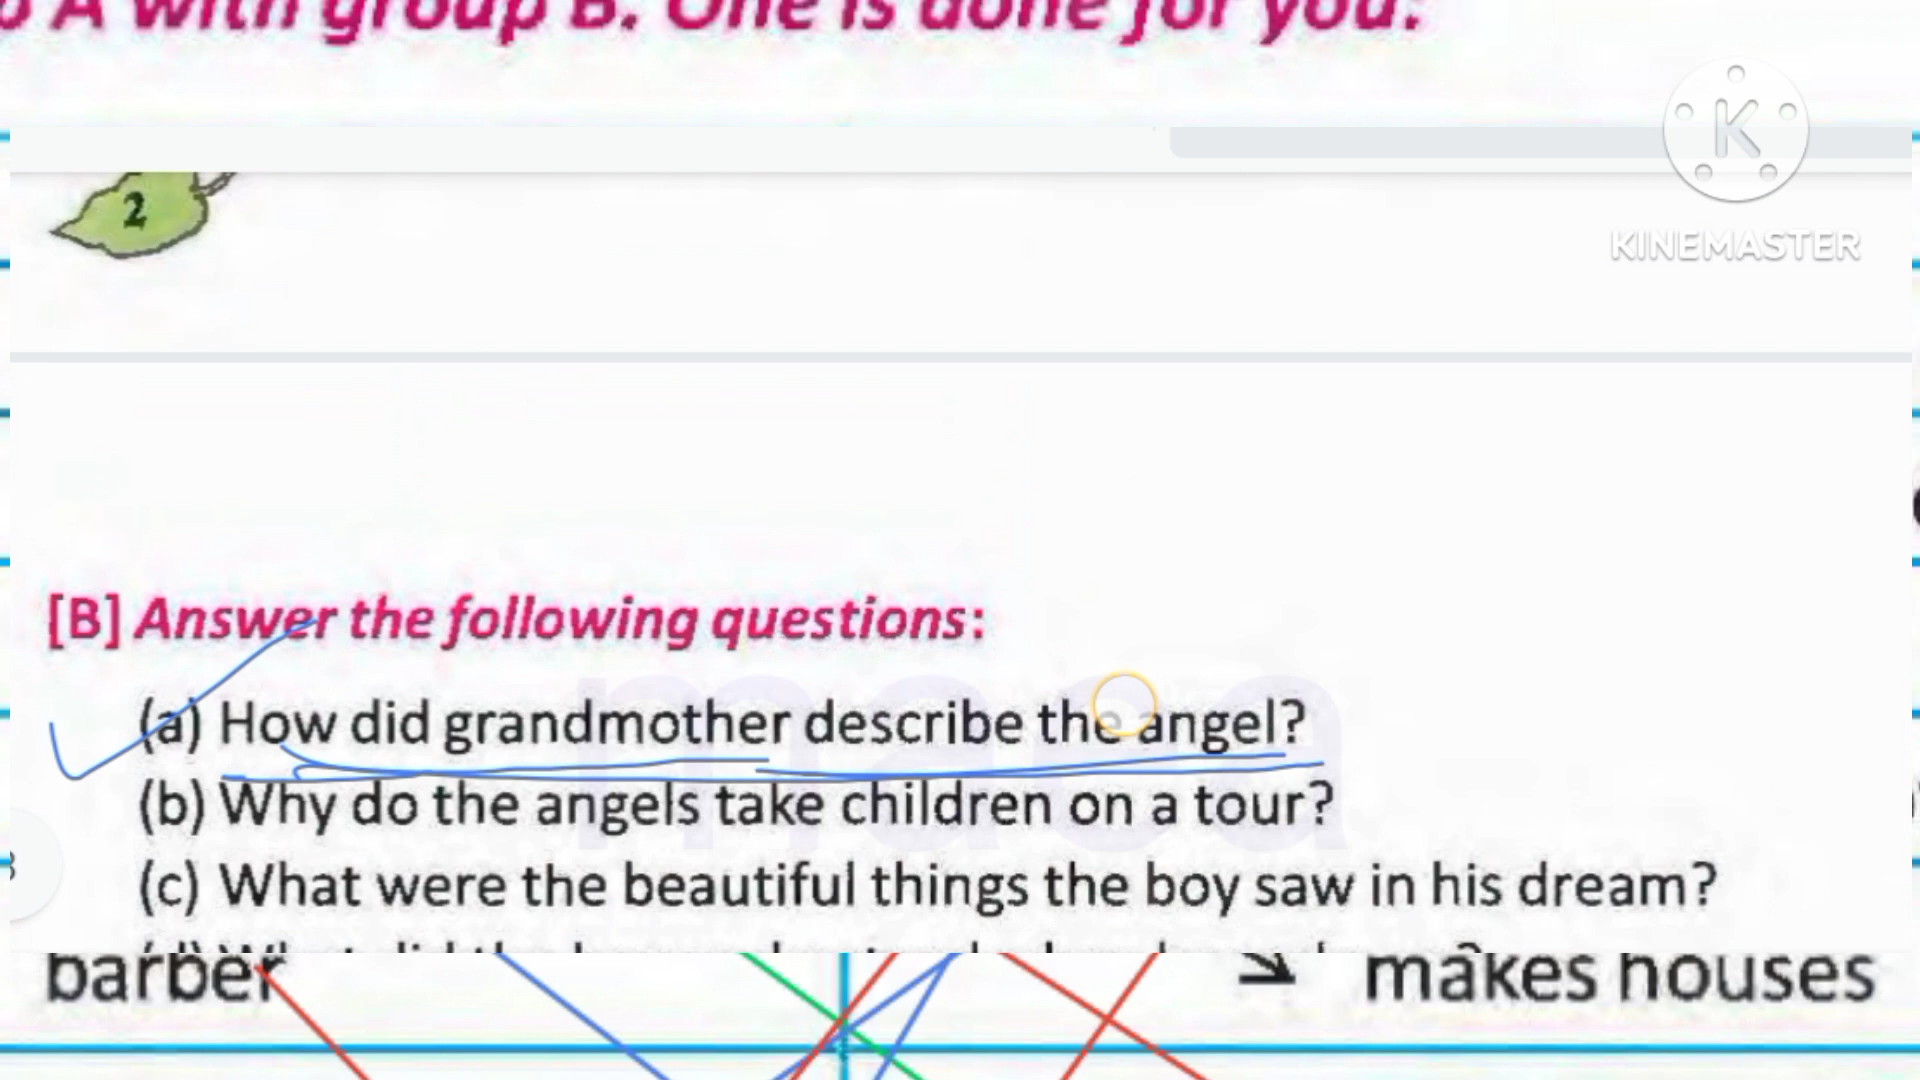 A with group B. One is done for you:
K
KINEMASTER
2
[B] Answer the following questions:
(a) How did grandmother describe the angel?
(b) Why do the angels take children on a tour?
(c) What were the beautiful things the boy saw in his dream?
barber makes houses